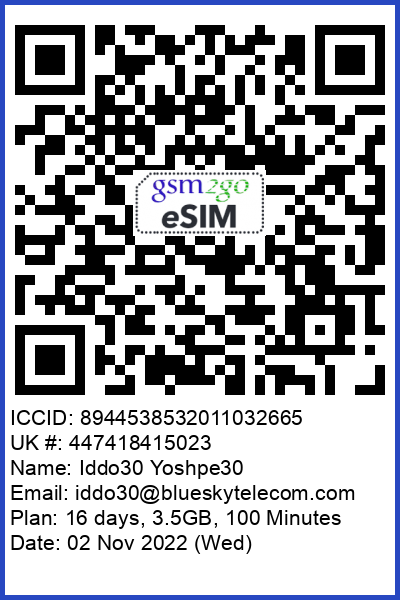 gsm2go
eSIM
ICCID: 8944538532011032665
UK #: 447418415023
Name: Iddo30 Yoshpe30
Email: iddo30@blueskytelecom.com
Plan: 16 days, 3.5GB, 100 Minutes
Date: 02 Nov 2022 (Wed)